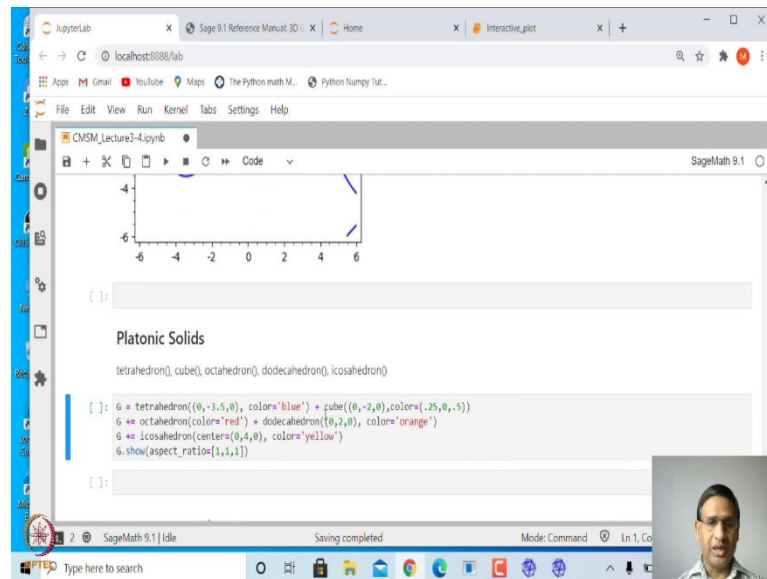 JupyterLab
Sage 9.1 Reference Manual: 3D
Home
Interactive_plot
localhost:8888/lab
Apps
Gmail
YouTube
Maps
The Python math M...
Python Numpy Tut...
File Edit View Run Kernel Tabs Settings Help
CMSM_Lecture3-4.ipynb
Code
SageMath 9.1
-4
-6
-6 -4 -2 0 2 4 6
[ ]:
Platonic Solids
tetrahedron(), cube(), octahedron(), dodecahedron(), icosahedron()
[ ]: G = tetrahedron((0,-3.5,0), color='blue') + cube((0,-2,0),color=(.25,0,.5))
G += octahedron(color='red') + dodecahedron((0,2,0), color='orange')
G += icosahedron(center=(0,4,0), color='yellow')
G.show(aspect_ratio=[1,1,1])
[ ]:
2 SageMath 9.1 | Idle Saving completed Mode: Command Ln 1, Co
NPTEL
Type here to search